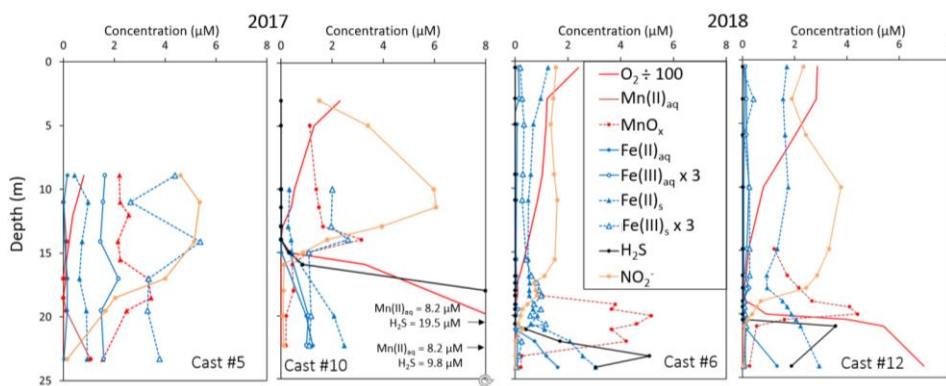 2017
2018
Concentration (µM)
Concentration (µM)
Concentration (µM)
Concentration (µM)
0 2 4 6 8
0 2 4 6 8
0 2 4 6
0 2 4 6
Depth (m)
0
5
10
15
20
25
O₂ ÷ 100
Mn(II)aq
MnOx
Fe(II)aq
Fe(III)aq x 3
Fe(II)s
Fe(III)s x 3
H₂S
NO₂⁻
Mn(II)aq = 8.2 µM
H₂S = 19.5 µM
Mn(II)aq = 8.2 µM
H₂S = 9.8 µM
Cast #5
Cast #10
Cast #6
Cast #12